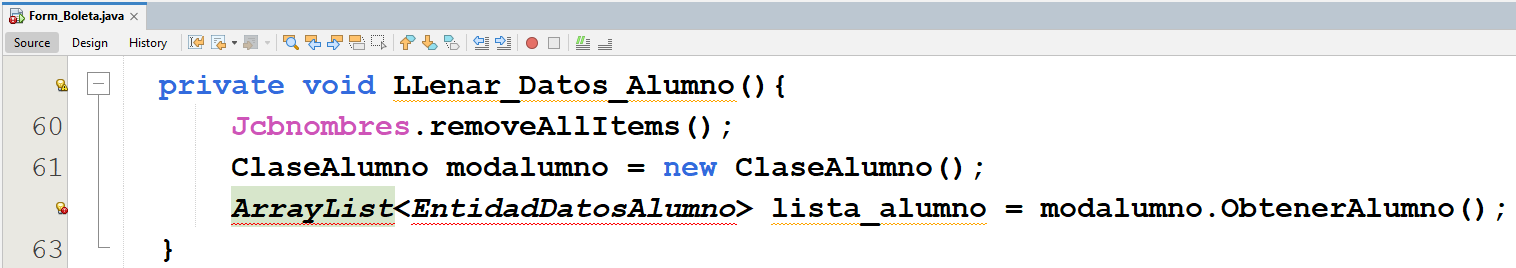 Form_Boleta.java
Source Design History
private void LLenar_Datos_Alumno(){
60 Jcbnombres.removeAllItems();
61 ClaseAlumno modalumno = new ClaseAlumno();
ArrayList<EntidadDatosAlumno> lista_alumno = modalumno.ObtenerAlumno();
63 }